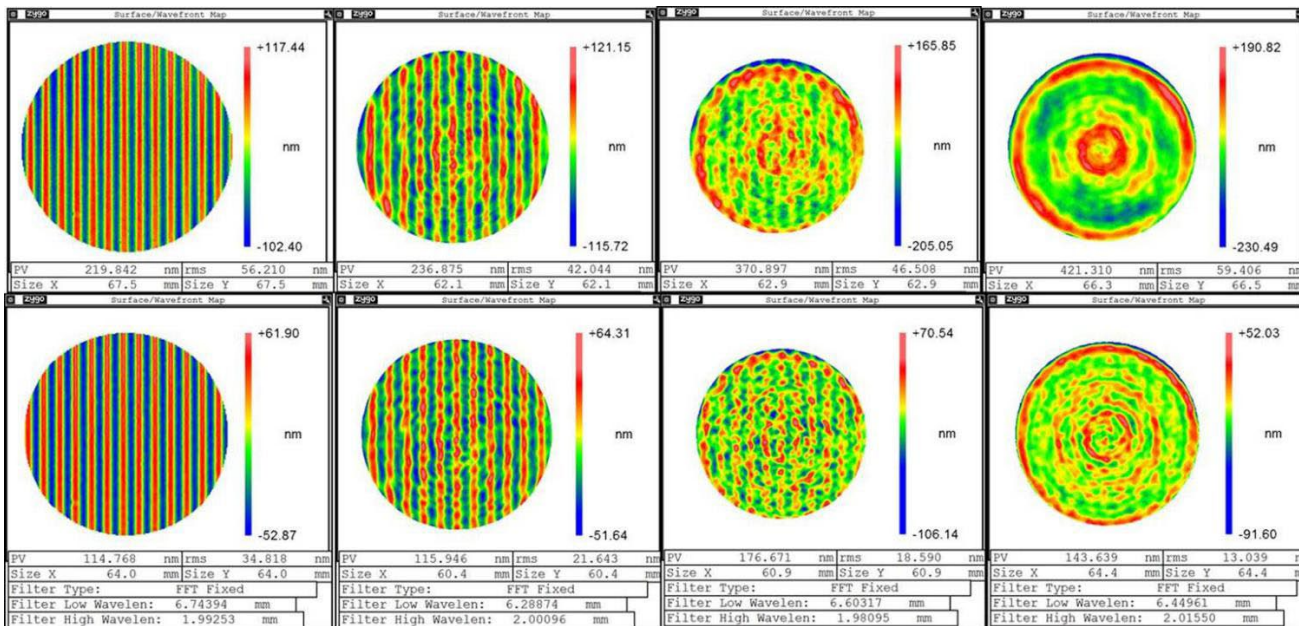 zygo Surface/Wavefront Map
+117.44
nm
-102.40
PV 219.842 nm rms 56.210 nm
Size X 67.5 mm Size Y 67.5 mm
zygo Surface/Wavefront Map
+121.15
nm
-115.72
PV 236.875 nm rms 42.044 nm
Size X 62.1 mm Size Y 62.1 mm
zygo Surface/Wavefront Map
+165.85
nm
-205.05
PV 370.897 nm rms 46.508 nm
Size X 62.9 mm Size Y 62.9 mm
zygo Surface/Wavefront Map
+190.82
nm
-230.49
PV 421.310 nm rms 59.406 nm
Size X 66.3 mm Size Y 66.5 mm
zygo Surface/Wavefront Map
+61.90
nm
-52.87
PV 114.768 nm rms 34.818 nm
Size X 64.0 mm Size Y 64.0 mm
Filter Type: FFT Fixed
Filter Low Wavelen: 6.74394 mm
Filter High Wavelen: 1.99253 mm
zygo Surface/Wavefront Map
+64.31
nm
-51.64
PV 115.946 nm rms 21.643 nm
Size X 60.4 mm Size Y 60.4 mm
Filter Type: FFT Fixed
Filter Low Wavelen: 6.28874 mm
Filter High Wavelen: 2.00096 mm
zygo Surface/Wavefront Map
+70.54
nm
-106.14
PV 176.671 nm rms 18.590 nm
Size X 60.9 mm Size Y 60.9 mm
Filter Type: FFT Fixed
Filter Low Wavelen: 6.60317 mm
Filter High Wavelen: 1.98095 mm
zygo Surface/Wavefront Map
+52.03
nm
-91.60
PV 143.639 nm rms 13.039 nm
Size X 64.4 mm Size Y 64.4 mm
Filter Type: FFT Fixed
Filter Low Wavelen: 6.44961 mm
Filter High Wavelen: 2.01550 mm